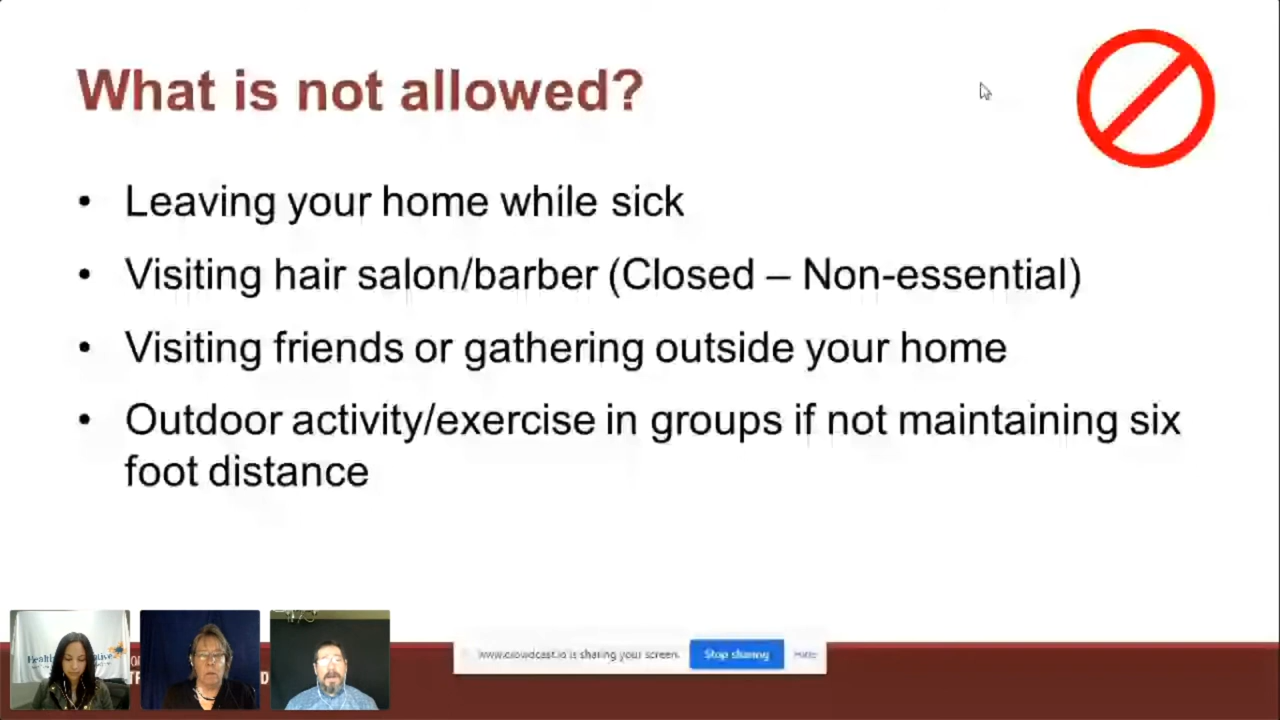 What is not allowed?
• Leaving your home while sick
• Visiting hair salon/barber (Closed – Non-essential)
• Visiting friends or gathering outside your home
• Outdoor activity/exercise in groups if not maintaining six
foot distance
www.crowdcast.io is sharing your screen.
Stop sharing
Hide